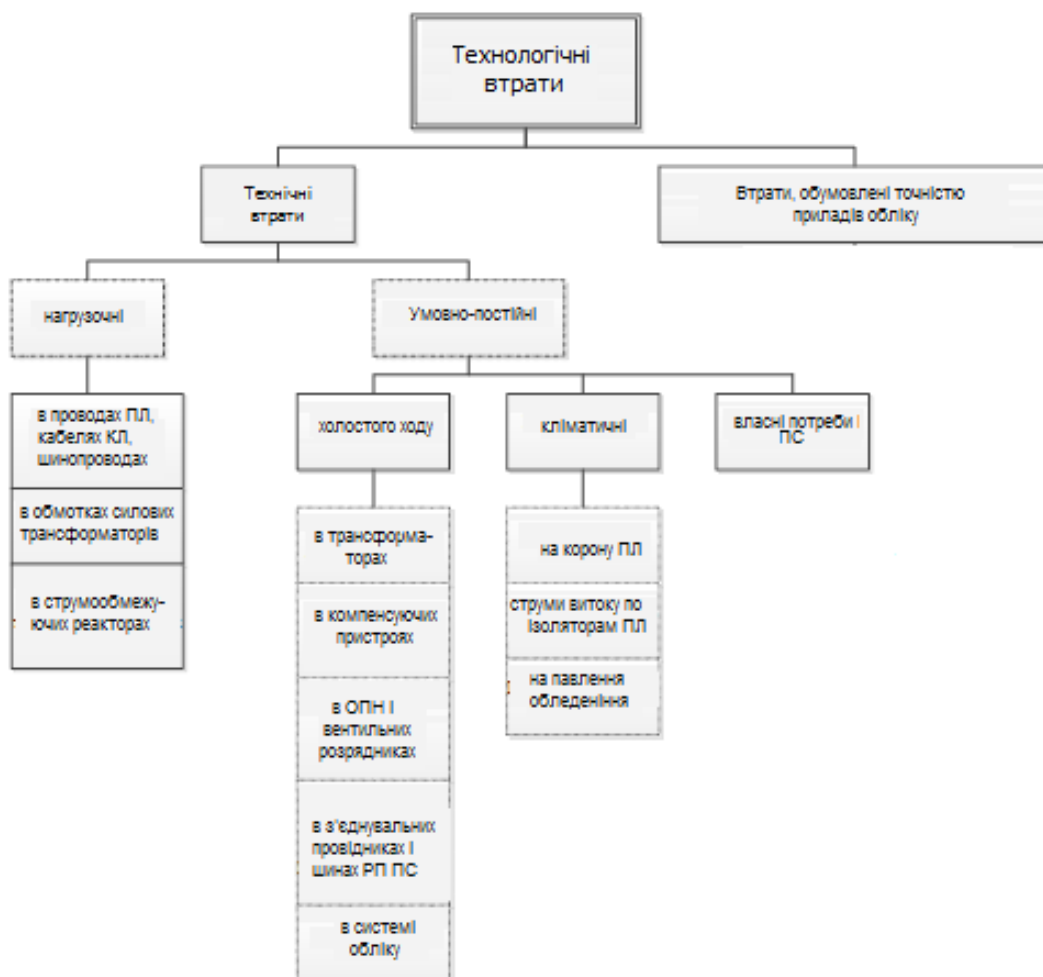 Технологічні
втрати
Технічні
втрати
Втрати, обумовлені точністю
приладів обліку
нагрузочні
Умовно-постійні
в проводах ПЛ,
кабелях КЛ,
шинопроводах
в обмотках силових
трансформаторів
в струмообмежу-
ючих реакторах
холостого ходу
в трансформа-
торах
в компенсуючих
пристроях
в ОПН і
вентильних
розрядниках
в з'єднувальних
провідниках і
шинах РП ПС
в системі
обліку
кліматичні
на корону ПЛ
струми витоку по
ізоляторам ПЛ
на павлення
обледеніння
власні потреби і
ПС